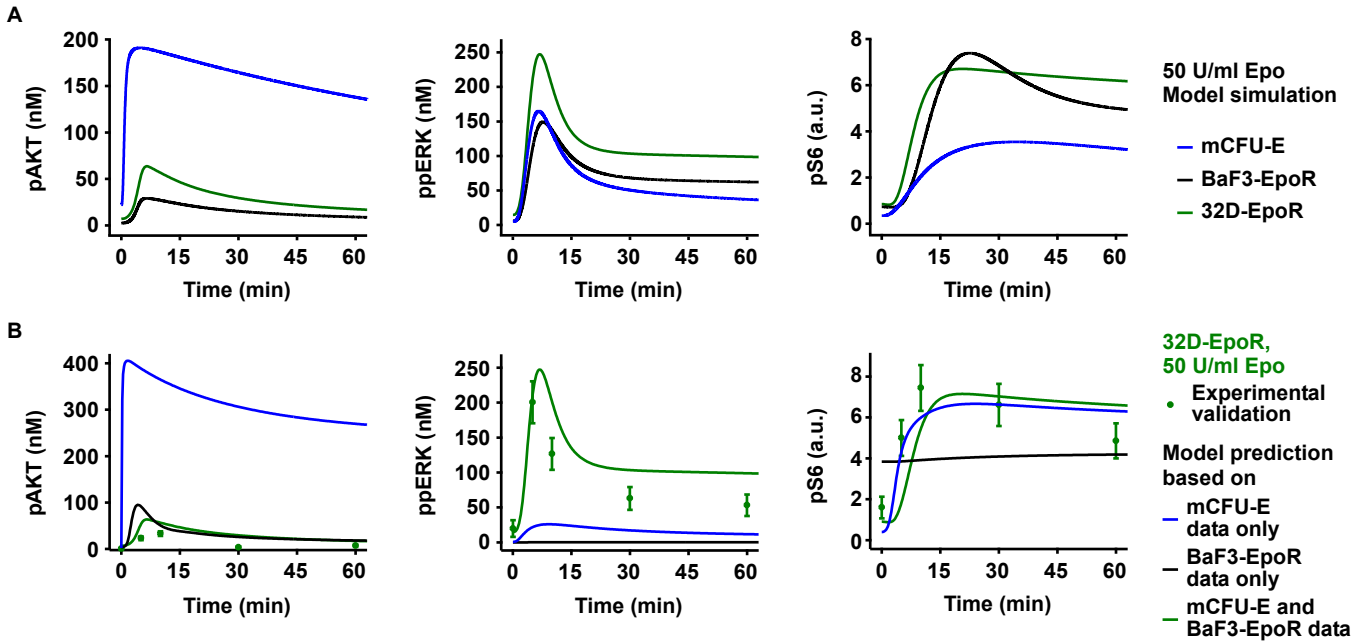 A
200
150
100
50
0
pAKT (nM)
0 15 30 45 60
Time (min)
250
200
150
100
50
0
ppERK (nM)
0 15 30 45 60
Time (min)
8
6
4
2
0
pS6 (a.u.)
0 15 30 45 60
Time (min)
50 U/ml Epo
Model simulation
mCFU-E
BaF3-EpoR
32D-EpoR
B
400
300
200
100
0
pAKT (nM)
0 15 30 45 60
Time (min)
250
200
150
100
50
0
ppERK (nM)
0 15 30 45 60
Time (min)
8
6
4
2
0
pS6 (a.u.)
0 15 30 45 60
Time (min)
32D-EpoR,
50 U/ml Epo
Experimental
validation
Model prediction
based on
mCFU-E
data only
BaF3-EpoR
data only
mCFU-E and
BaF3-EpoR data